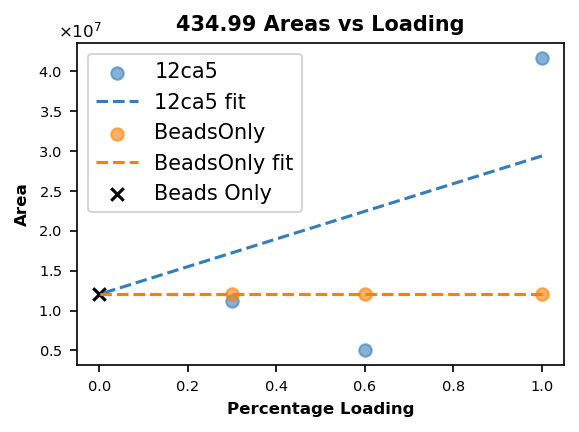 434.99 Areas vs Loading
×10⁷
4.0
3.5
3.0
2.5
2.0
1.5
1.0
0.5
Area
12ca5
12ca5 fit
BeadsOnly
BeadsOnly fit
Beads Only
0.0 0.2 0.4 0.6 0.8 1.0
Percentage Loading